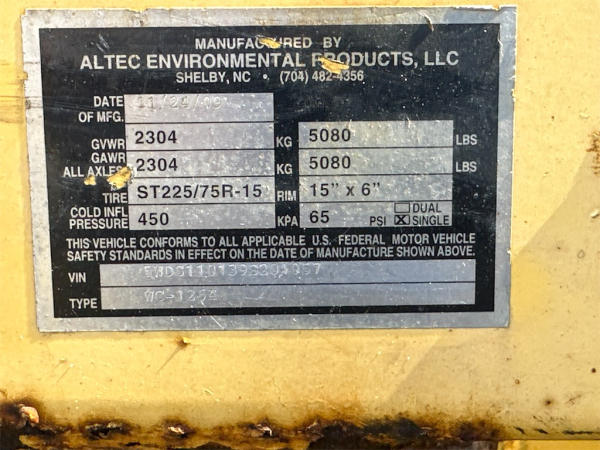 MANUFACTURED BY
ALTEC ENVIRONMENTAL PRODUCTS, LLC
SHELBY, NC • (704) 482-4356
DATE OF MFG.
GVWR 2304 KG 5080 LBS
GAWR ALL AXLES 2304 KG 5080 LBS
TIRE ST225/75R-15 RIM 15" x 6"
COLD INFL PRESSURE 450 KPA 65 PSI DUAL SINGLE
THIS VEHICLE CONFORMS TO ALL APPLICABLE U.S. FEDERAL MOTOR VEHICLE
SAFETY STANDARDS IN EFFECT ON THE DATE OF MANUFACTURE SHOWN ABOVE.
VIN
TYPE